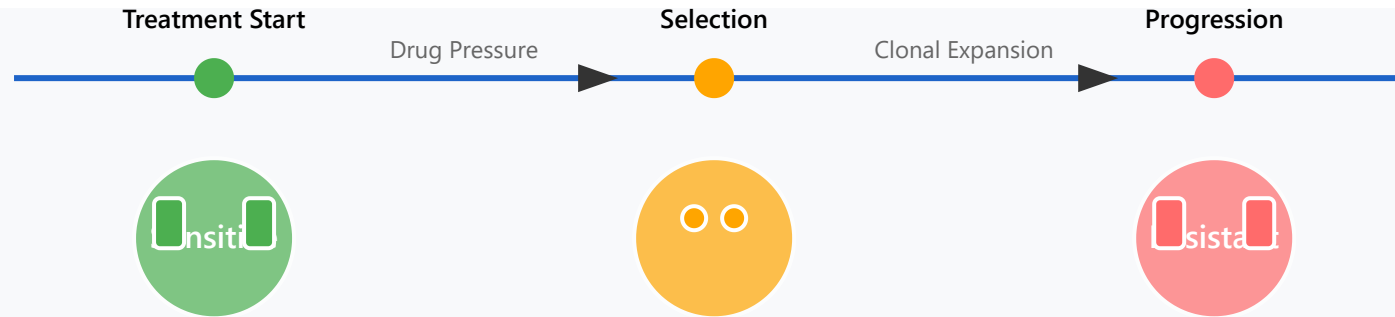 Treatment Start
Selection
Progression
Drug Pressure
Clonal Expansion